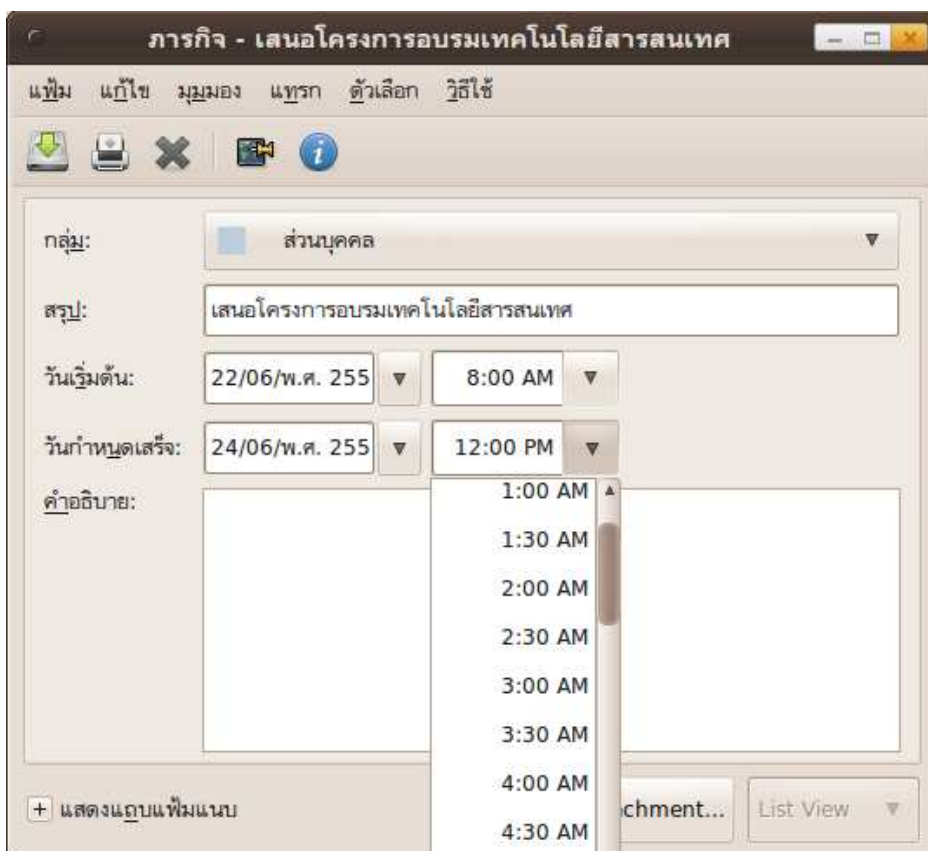 ภารกิจ - เสนอโครงการอบรมเทคโนโลยีสารสนเทศ
แฟ้ม แก้ไข มุมมอง แทรก ตัวเลือก วิธีใช้
กลุ่ม: ส่วนบุคคล
สรุป: เสนอโครงการอบรมเทคโนโลยีสารสนเทศ
วันเริ่มต้น: 22/06/พ.ศ. 255 8:00 AM
วันกำหนดเสร็จ: 24/06/พ.ศ. 255 12:00 PM
คำอธิบาย:
1:00 AM
1:30 AM
2:00 AM
2:30 AM
3:00 AM
3:30 AM
4:00 AM
4:30 AM
แสดงแถบแฟ้มแนบ chment... List View